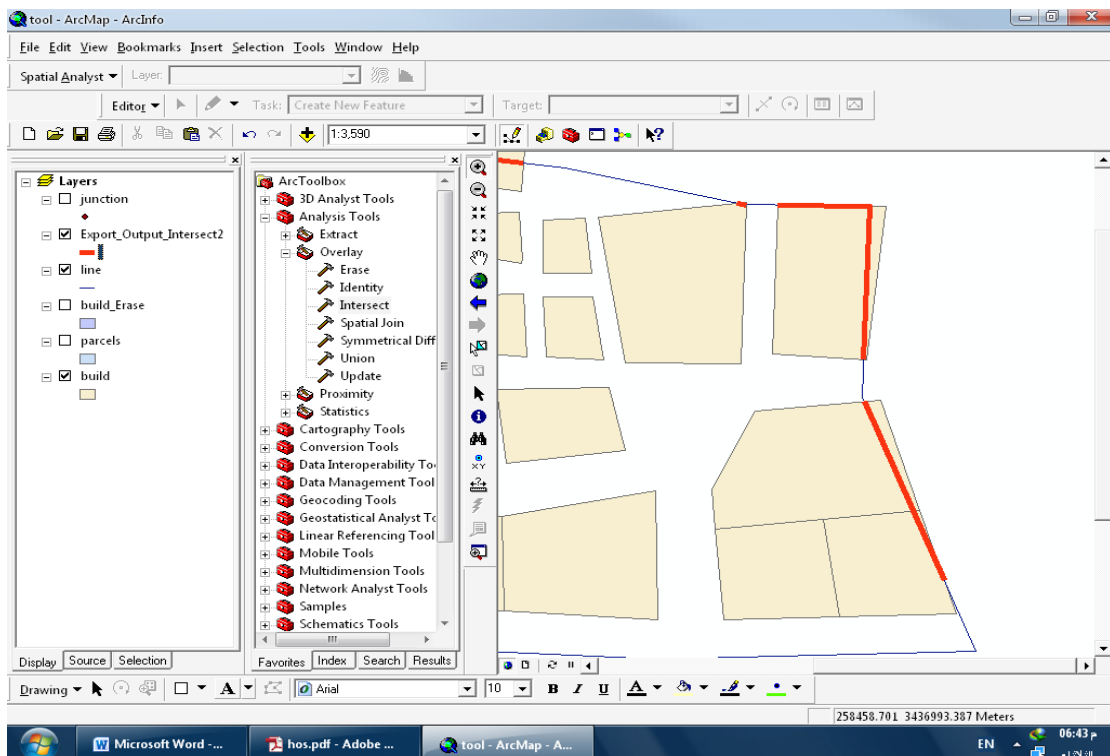 tool - ArcMap - ArcInfo
File Edit View Bookmarks Insert Selection Tools Window Help
Spatial Analyst Layer:
Editor Task: Create New Feature Target:
1:3,590
Layers
junction
Export_Output_Intersect2
line
build_Erase
parcels
build
Display Source Selection
ArcToolbox
3D Analyst Tools
Analysis Tools
Extract
Overlay
Erase
Identity
Intersect
Spatial Join
Symmetrical Diff
Union
Update
Proximity
Statistics
Cartography Tools
Conversion Tools
Data Interoperability To
Data Management Tool
Geocoding Tools
Geostatistical Analyst To
Linear Referencing Tool
Mobile Tools
Multidimension Tools
Network Analyst Tools
Samples
Schematics Tools
Favorites Index Search Results
XY
Drawing A Arial 10 B I U A
258458.701 3436993.387 Meters
Microsoft Word -... hos.pdf - Adobe ... tool - ArcMap - A... EN 06:43 م